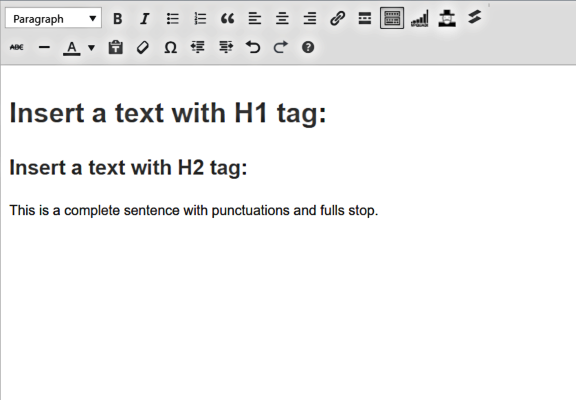 Paragraph
ABC
Insert a text with H1 tag:
Insert a text with H2 tag:
This is a complete sentence with punctuations and fulls stop.